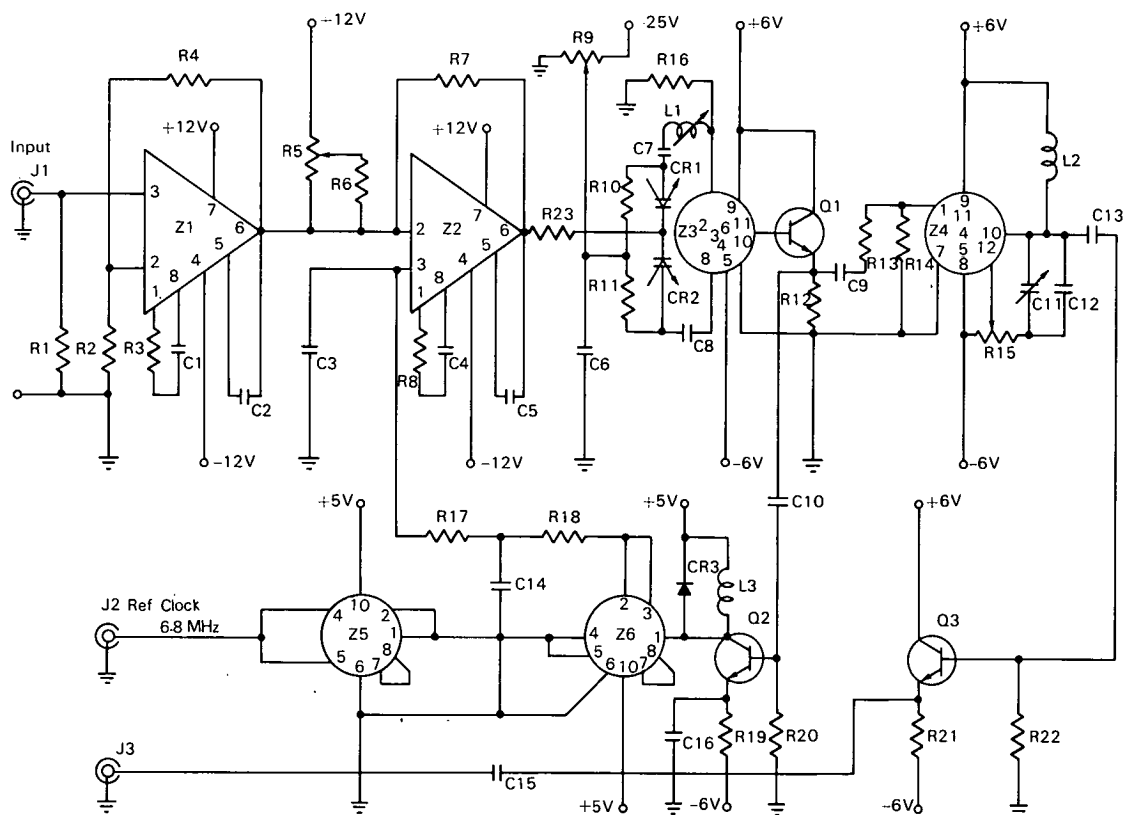 -12V
-25V
+6V
+6V
R4
R7
R9
R16
L1
Input
J1
+12V
R5
+12V
C7
CR1
L2
3
7
R6
R10
Q1
Z1
6
2
7
Z2
6
R23
Z3
2
3
9
6
11
4
10
8
5
1
9
11
Z4
4
10
5
12
7
8
C13
5
4
2
8
1
3
5
4
8
1
R11
CR2
R12
C9
R13
R14
C11
C12
R1
R2
R3
C1
C3
R8
C4
C6
C8
R15
C2
C5
-12V
-12V
-6V
-6V
+5V
R17
R18
+5V
C10
+6V
CR3
L3
C14
J2 Ref Clock
6.8 MHz
4
10
2
Z5
1
5
6
7
8
2
3
4
Z6
1
5
6
10
7
8
Q2
Q3
C16
R19
R20
R21
R22
J3
C15
+5V
-6V
-6V